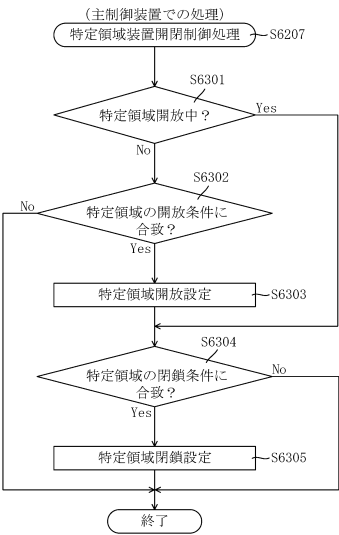 (主制御装置での処理)
特定領域装置開閉制御処理
S6207
S6301
特定領域開放中?
Yes
No
S6302
No
特定領域の開放条件に
合致?
Yes
特定領域開放設定
S6303
S6304
特定領域の閉鎖条件に
合致?
No
Yes
特定領域閉鎖設定
S6305
終了